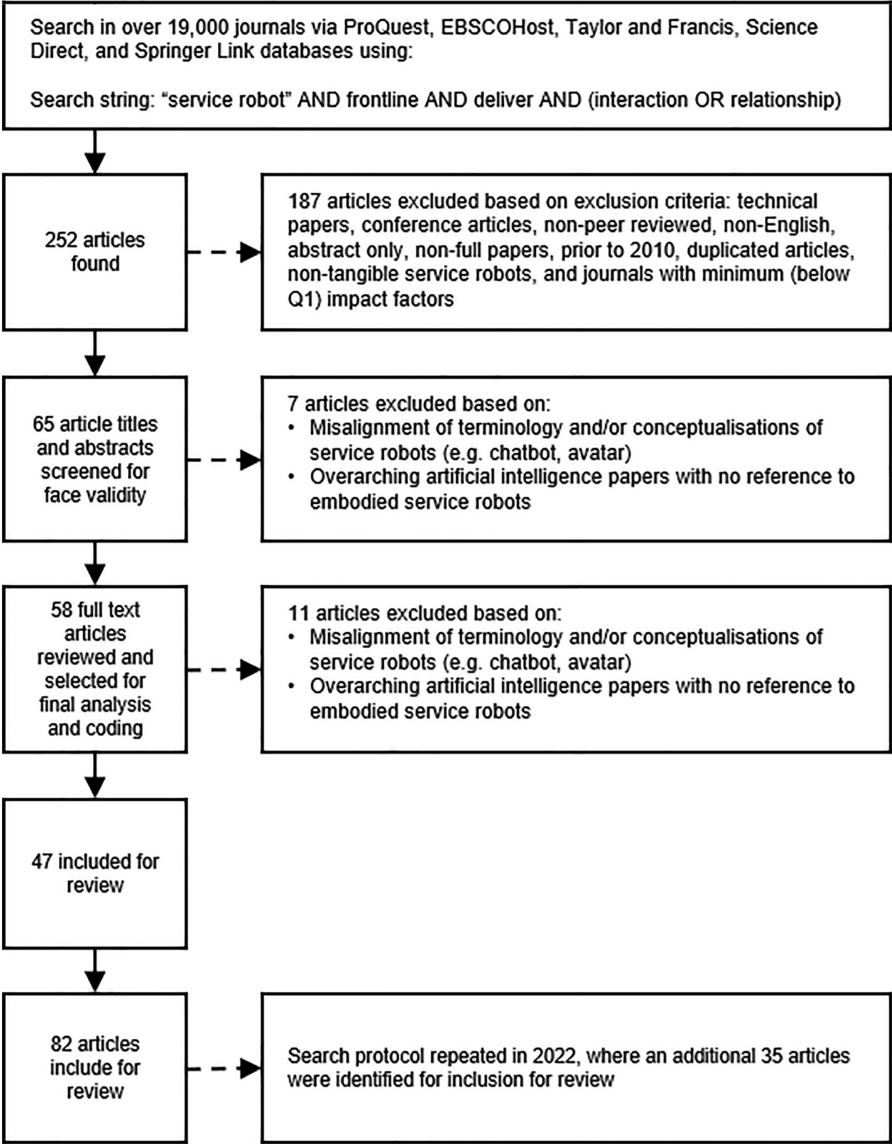 Search in over 19,000 journals via ProQuest, EBSCOHost, Taylor and Francis, Science
Direct, and Springer Link databases using:
Search string: “service robot” AND frontline AND deliver AND (interaction OR relationship)
252 articles
found
187 articles excluded based on exclusion criteria: technical
papers, conference articles, non-peer reviewed, non-English,
abstract only, non-full papers, prior to 2010, duplicated articles,
non-tangible service robots, and journals with minimum (below
Q1) impact factors
65 article titles
and abstracts
screened for
face validity
7 articles excluded based on:
• Misalignment of terminology and/or conceptualisations of
service robots (e.g. chatbot, avatar)
• Overarching artificial intelligence papers with no reference to
embodied service robots
58 full text
articles
reviewed and
selected for
final analysis
and coding
11 articles excluded based on:
• Misalignment of terminology and/or conceptualisations of
service robots (e.g. chatbot, avatar)
• Overarching artificial intelligence papers with no reference to
embodied service robots
47 included for
review
82 articles
include for
review
Search protocol repeated in 2022, where an additional 35 articles
were identified for inclusion for review